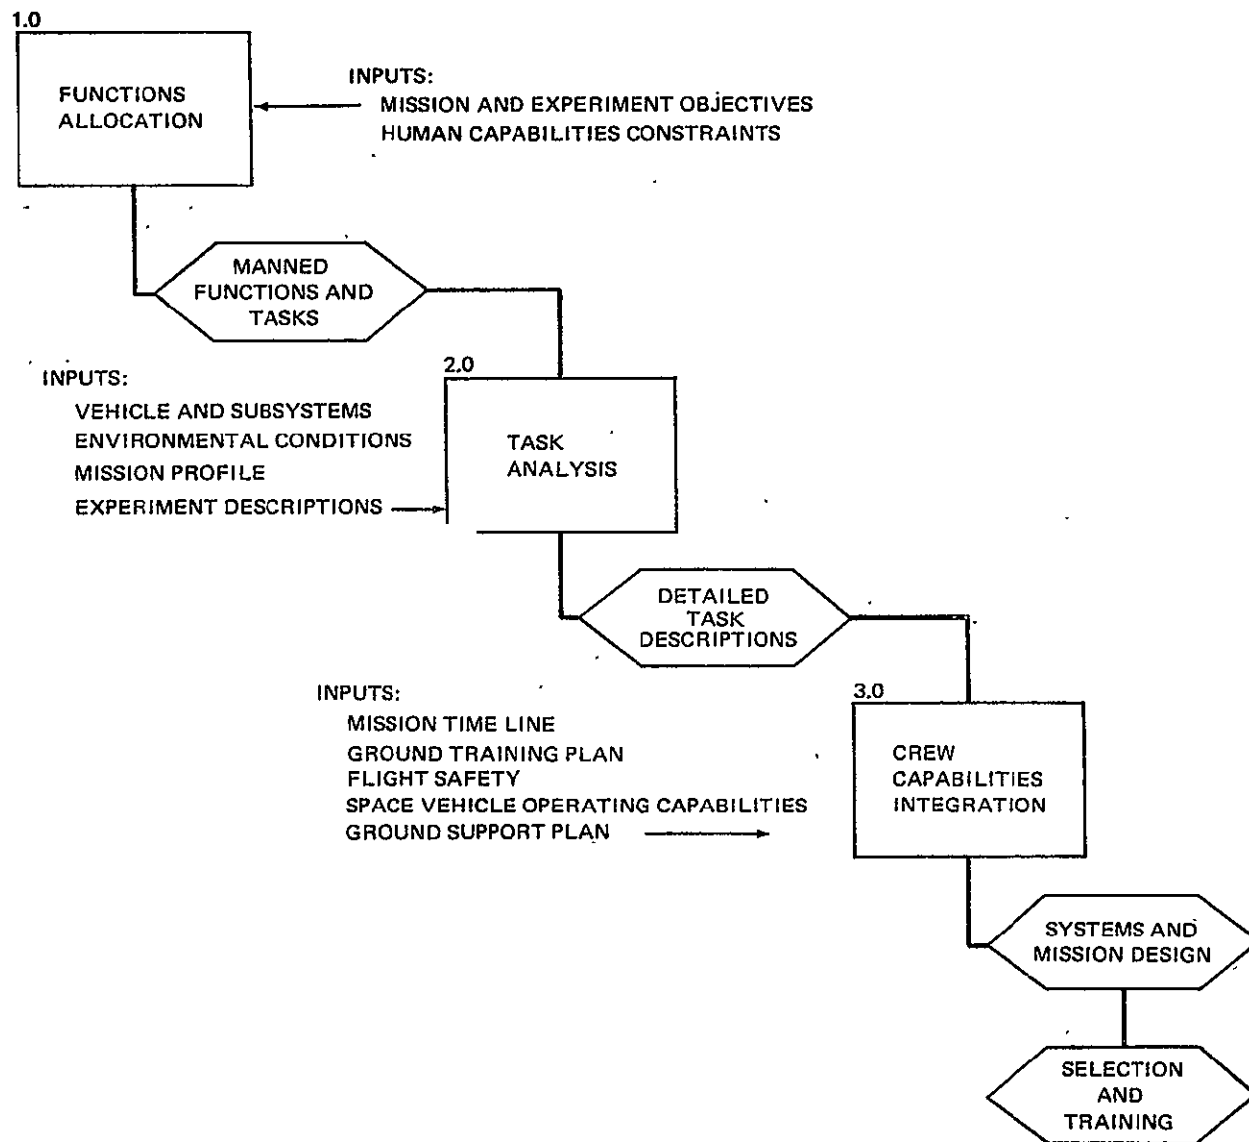 1.0
FUNCTIONS
ALLOCATION
INPUTS:
MISSION AND EXPERIMENT OBJECTIVES
HUMAN CAPABILITIES CONSTRAINTS
MANNED
FUNCTIONS AND
TASKS
INPUTS:
VEHICLE AND SUBSYSTEMS
ENVIRONMENTAL CONDITIONS
MISSION PROFILE
EXPERIMENT DESCRIPTIONS
2.0
TASK
ANALYSIS
DETAILED
TASK
DESCRIPTIONS
INPUTS:
MISSION TIME LINE
GROUND TRAINING PLAN
FLIGHT SAFETY
SPACE VEHICLE OPERATING CAPABILITIES
GROUND SUPPORT PLAN
3.0
CREW
CAPABILITIES
INTEGRATION
SYSTEMS AND
MISSION DESIGN
SELECTION
AND
TRAINING